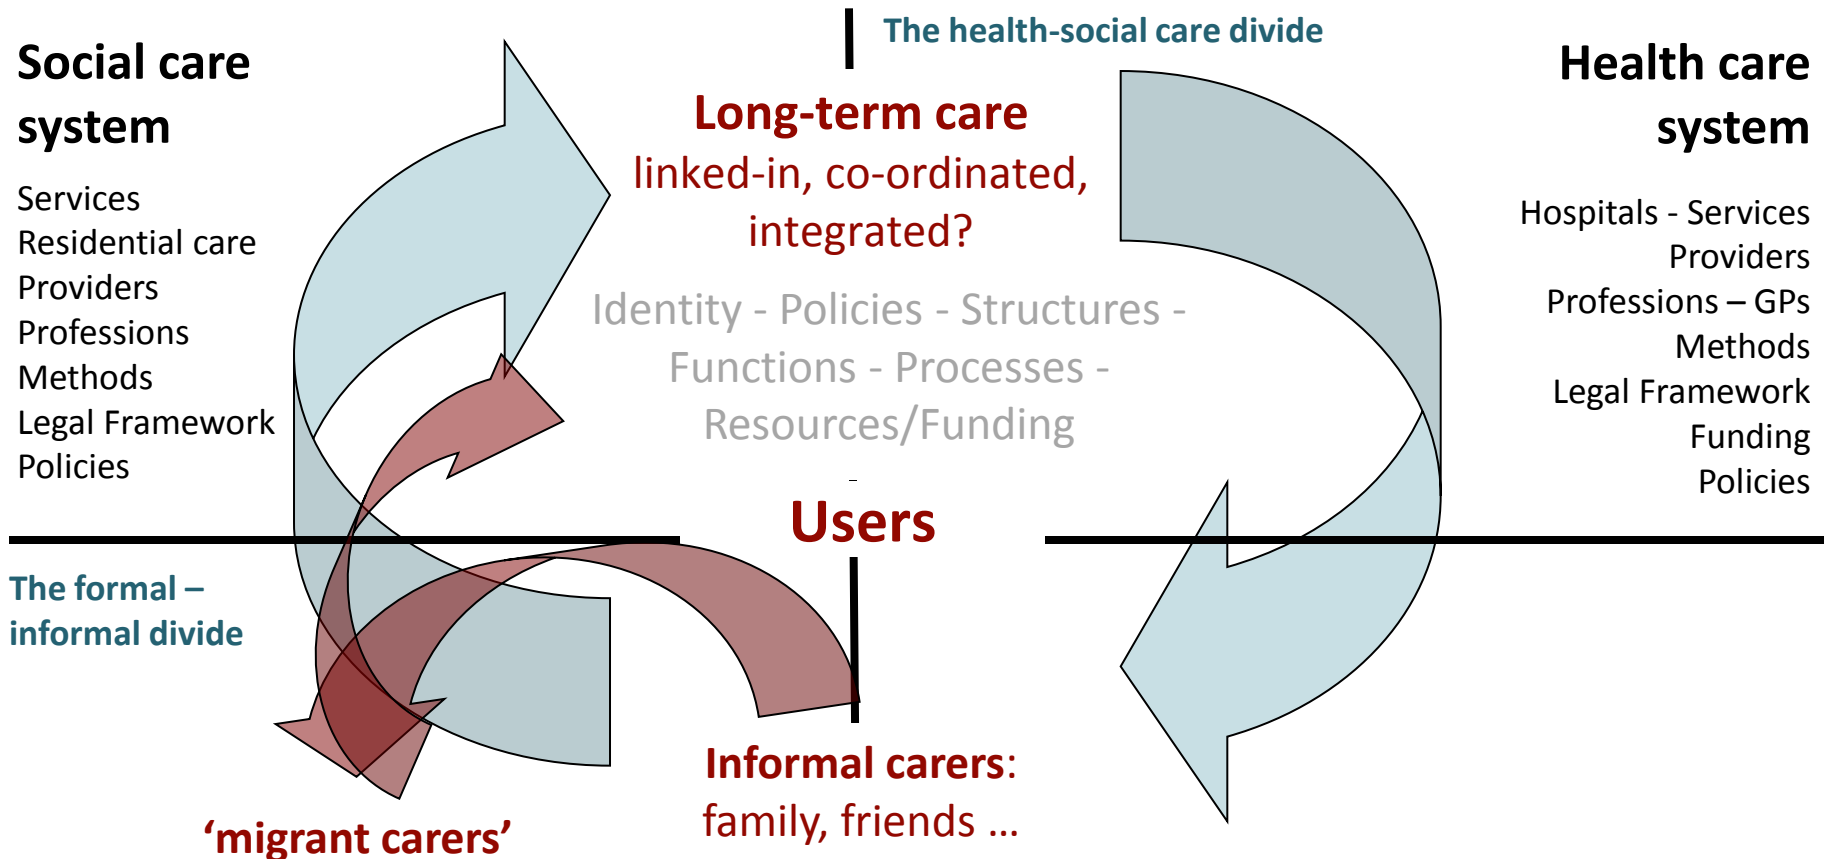 The health-social care divide
Social care
system
Services
Residential care
Providers
Professions
Methods
Legal Framework
Policies
Long-term care
linked-in, co-ordinated,
integrated?
Identity - Policies - Structures -
Functions - Processes -
Resources/Funding
Health care
system
Hospitals - Services
Providers
Professions – GPs
Methods
Legal Framework
Funding
Policies
Users
The formal –
informal divide
Informal carers:
family, friends ...
‘migrant carers’